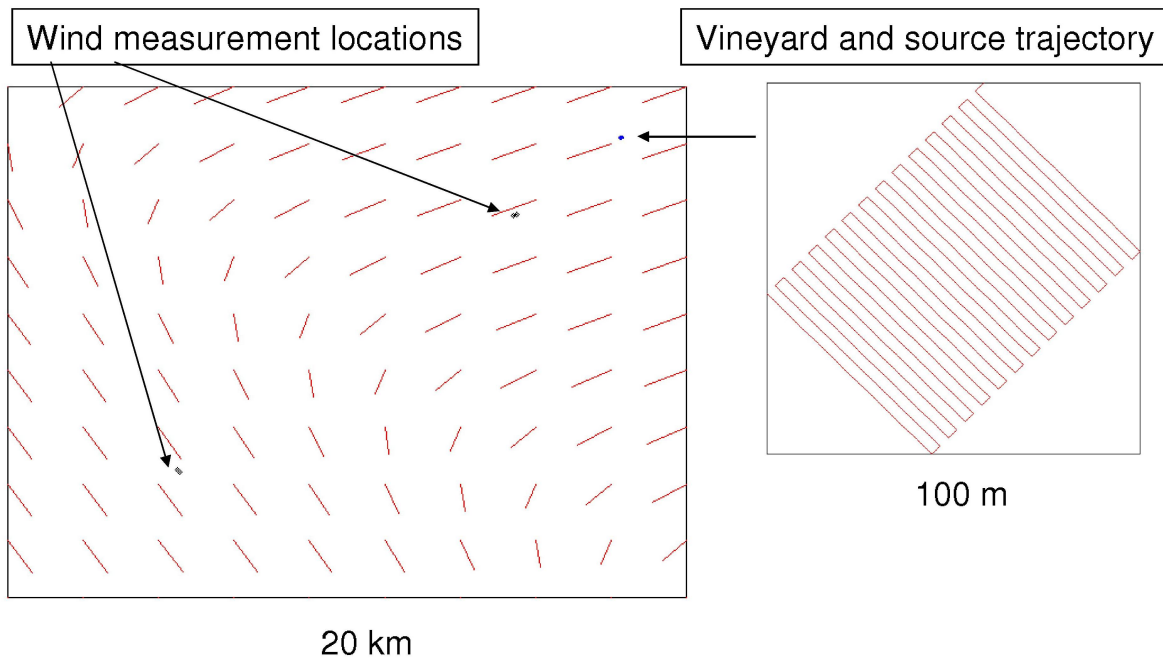 Wind measurement locations
Vineyard and source trajectory
100 m
20 km